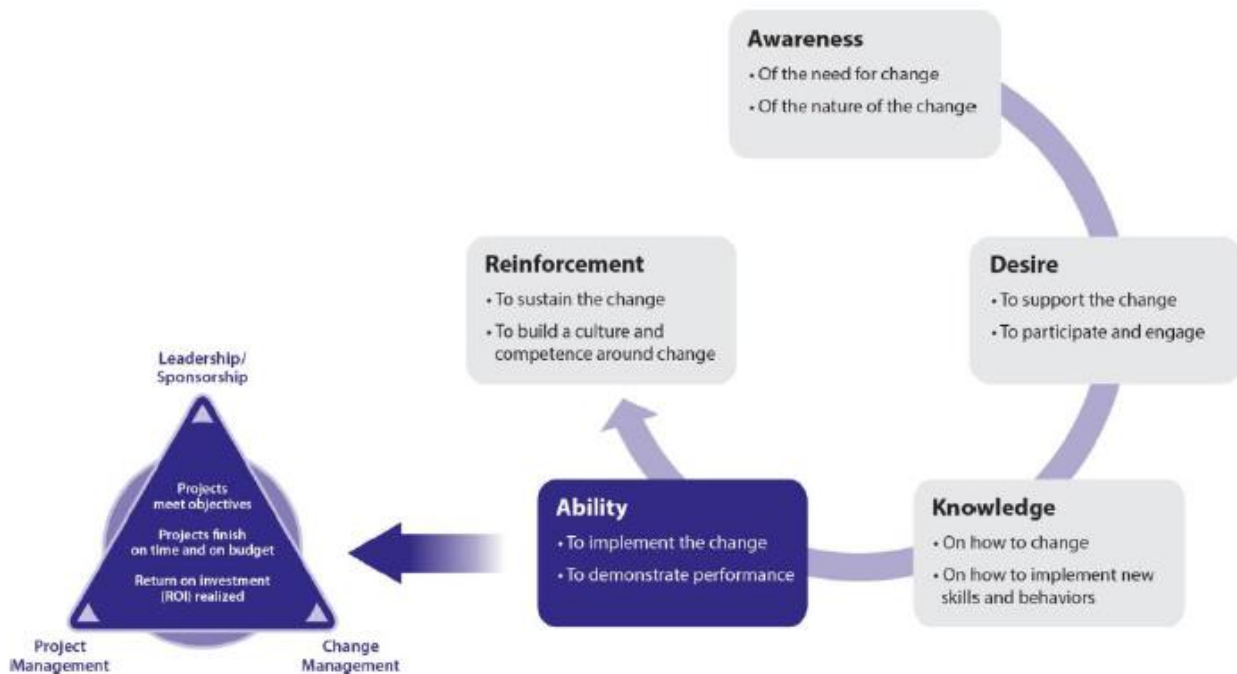 Awareness
• Of the need for change
• Of the nature of the change
Desire
• To support the change
• To participate and engage
Knowledge
• On how to change
• On how to implement new
skills and behaviors
Ability
• To implement the change
• To demonstrate performance
Reinforcement
• To sustain the change
• To build a culture and
competence around change
Leadership/
Sponsorship
Projects
meet objectives
Projects finish
on time and on budget
Return on investment
(ROI) realized
Project
Management
Change
Management